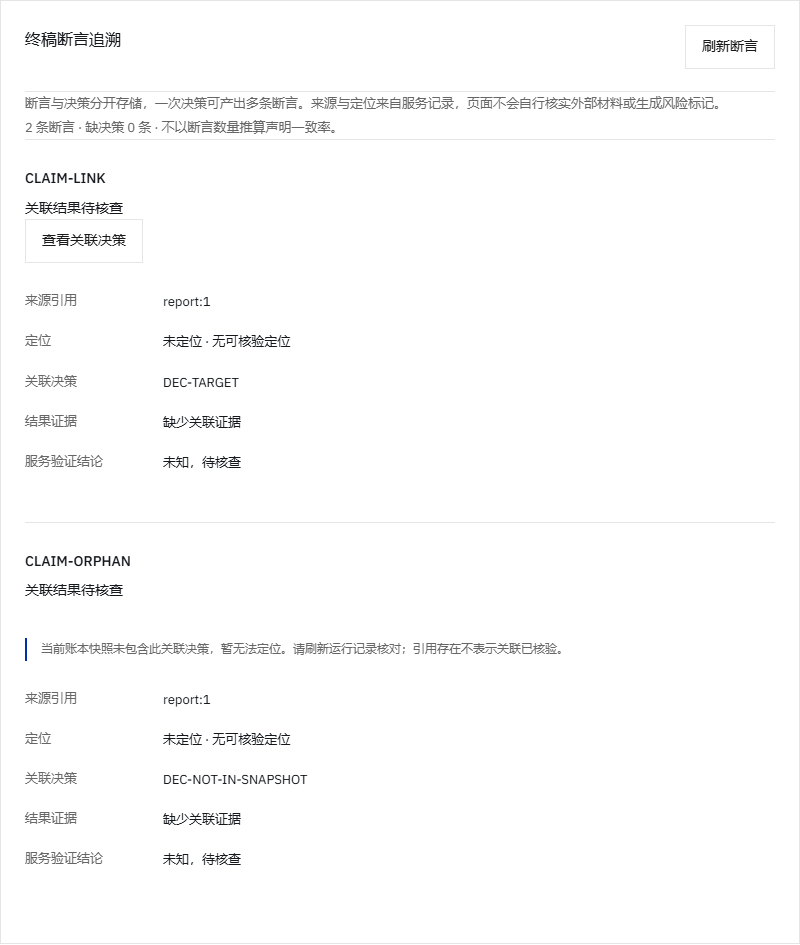 终稿断言追溯
刷新断言
断言与决策分开存储，一次决策可产出多条断言。来源与定位来自服务记录，页面不会自行核实外部材料或生成风险标记。
2 条断言 · 缺决策 0 条 · 不以断言数量推算声明一致率。
CLAIM-LINK
关联结果待核查
查看关联决策
来源引用 report:1
定位 未定位 · 无可核验定位
关联决策 DEC-TARGET
结果证据 缺少关联证据
服务验证结论 未知，待核查
CLAIM-ORPHAN
关联结果待核查
当前账本快照未包含此关联决策，暂无法定位。请刷新运行记录核对；引用存在不表示关联已核验。
来源引用 report:1
定位 未定位 · 无可核验定位
关联决策 DEC-NOT-IN-SNAPSHOT
结果证据 缺少关联证据
服务验证结论 未知，待核查